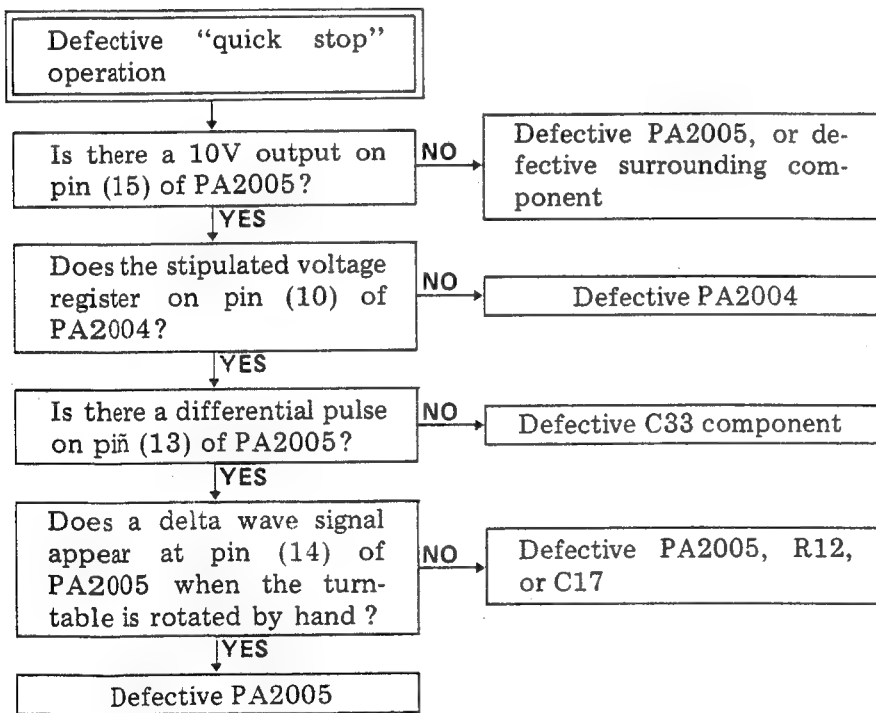 Defective “quick stop”
operation
Is there a 10V output on
pin (15) of PA2005?
NO
Defective PA2005, or de-
fective surrounding com-
ponent
YES
Does the stipulated voltage
register on pin (10) of
PA2004?
NO
Defective PA2004
YES
Is there a differential pulse
on piñ (13) of PA2005?
NO
Defective C33 component
YES
Does a delta wave signal
appear at pin (14) of
PA2005 when the turn-
table is rotated by hand ?
NO
Defective PA2005, R12,
or C17
YES
Defective PA2005